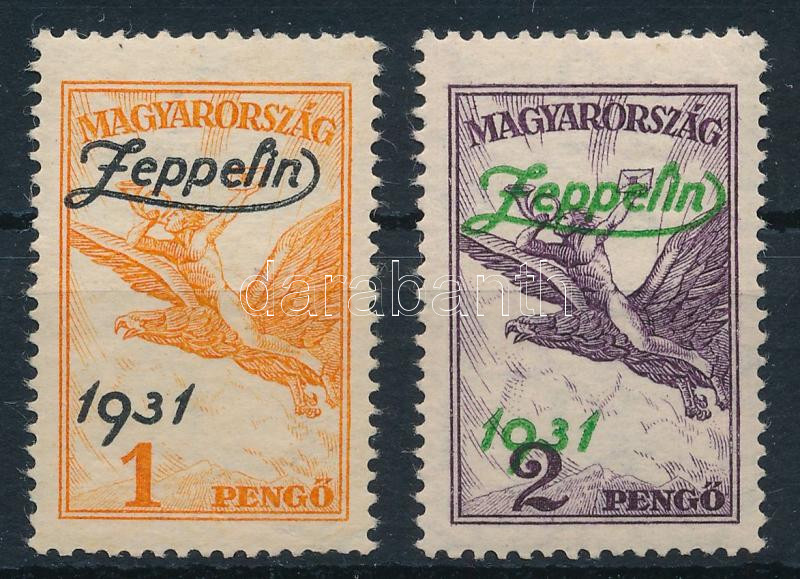 MAGYARORSZÁG
Zeppelin
1931
1 PENGŐ
MAGYARORSZÁG
Zeppelin
1931
2 PENGŐ
darabanth